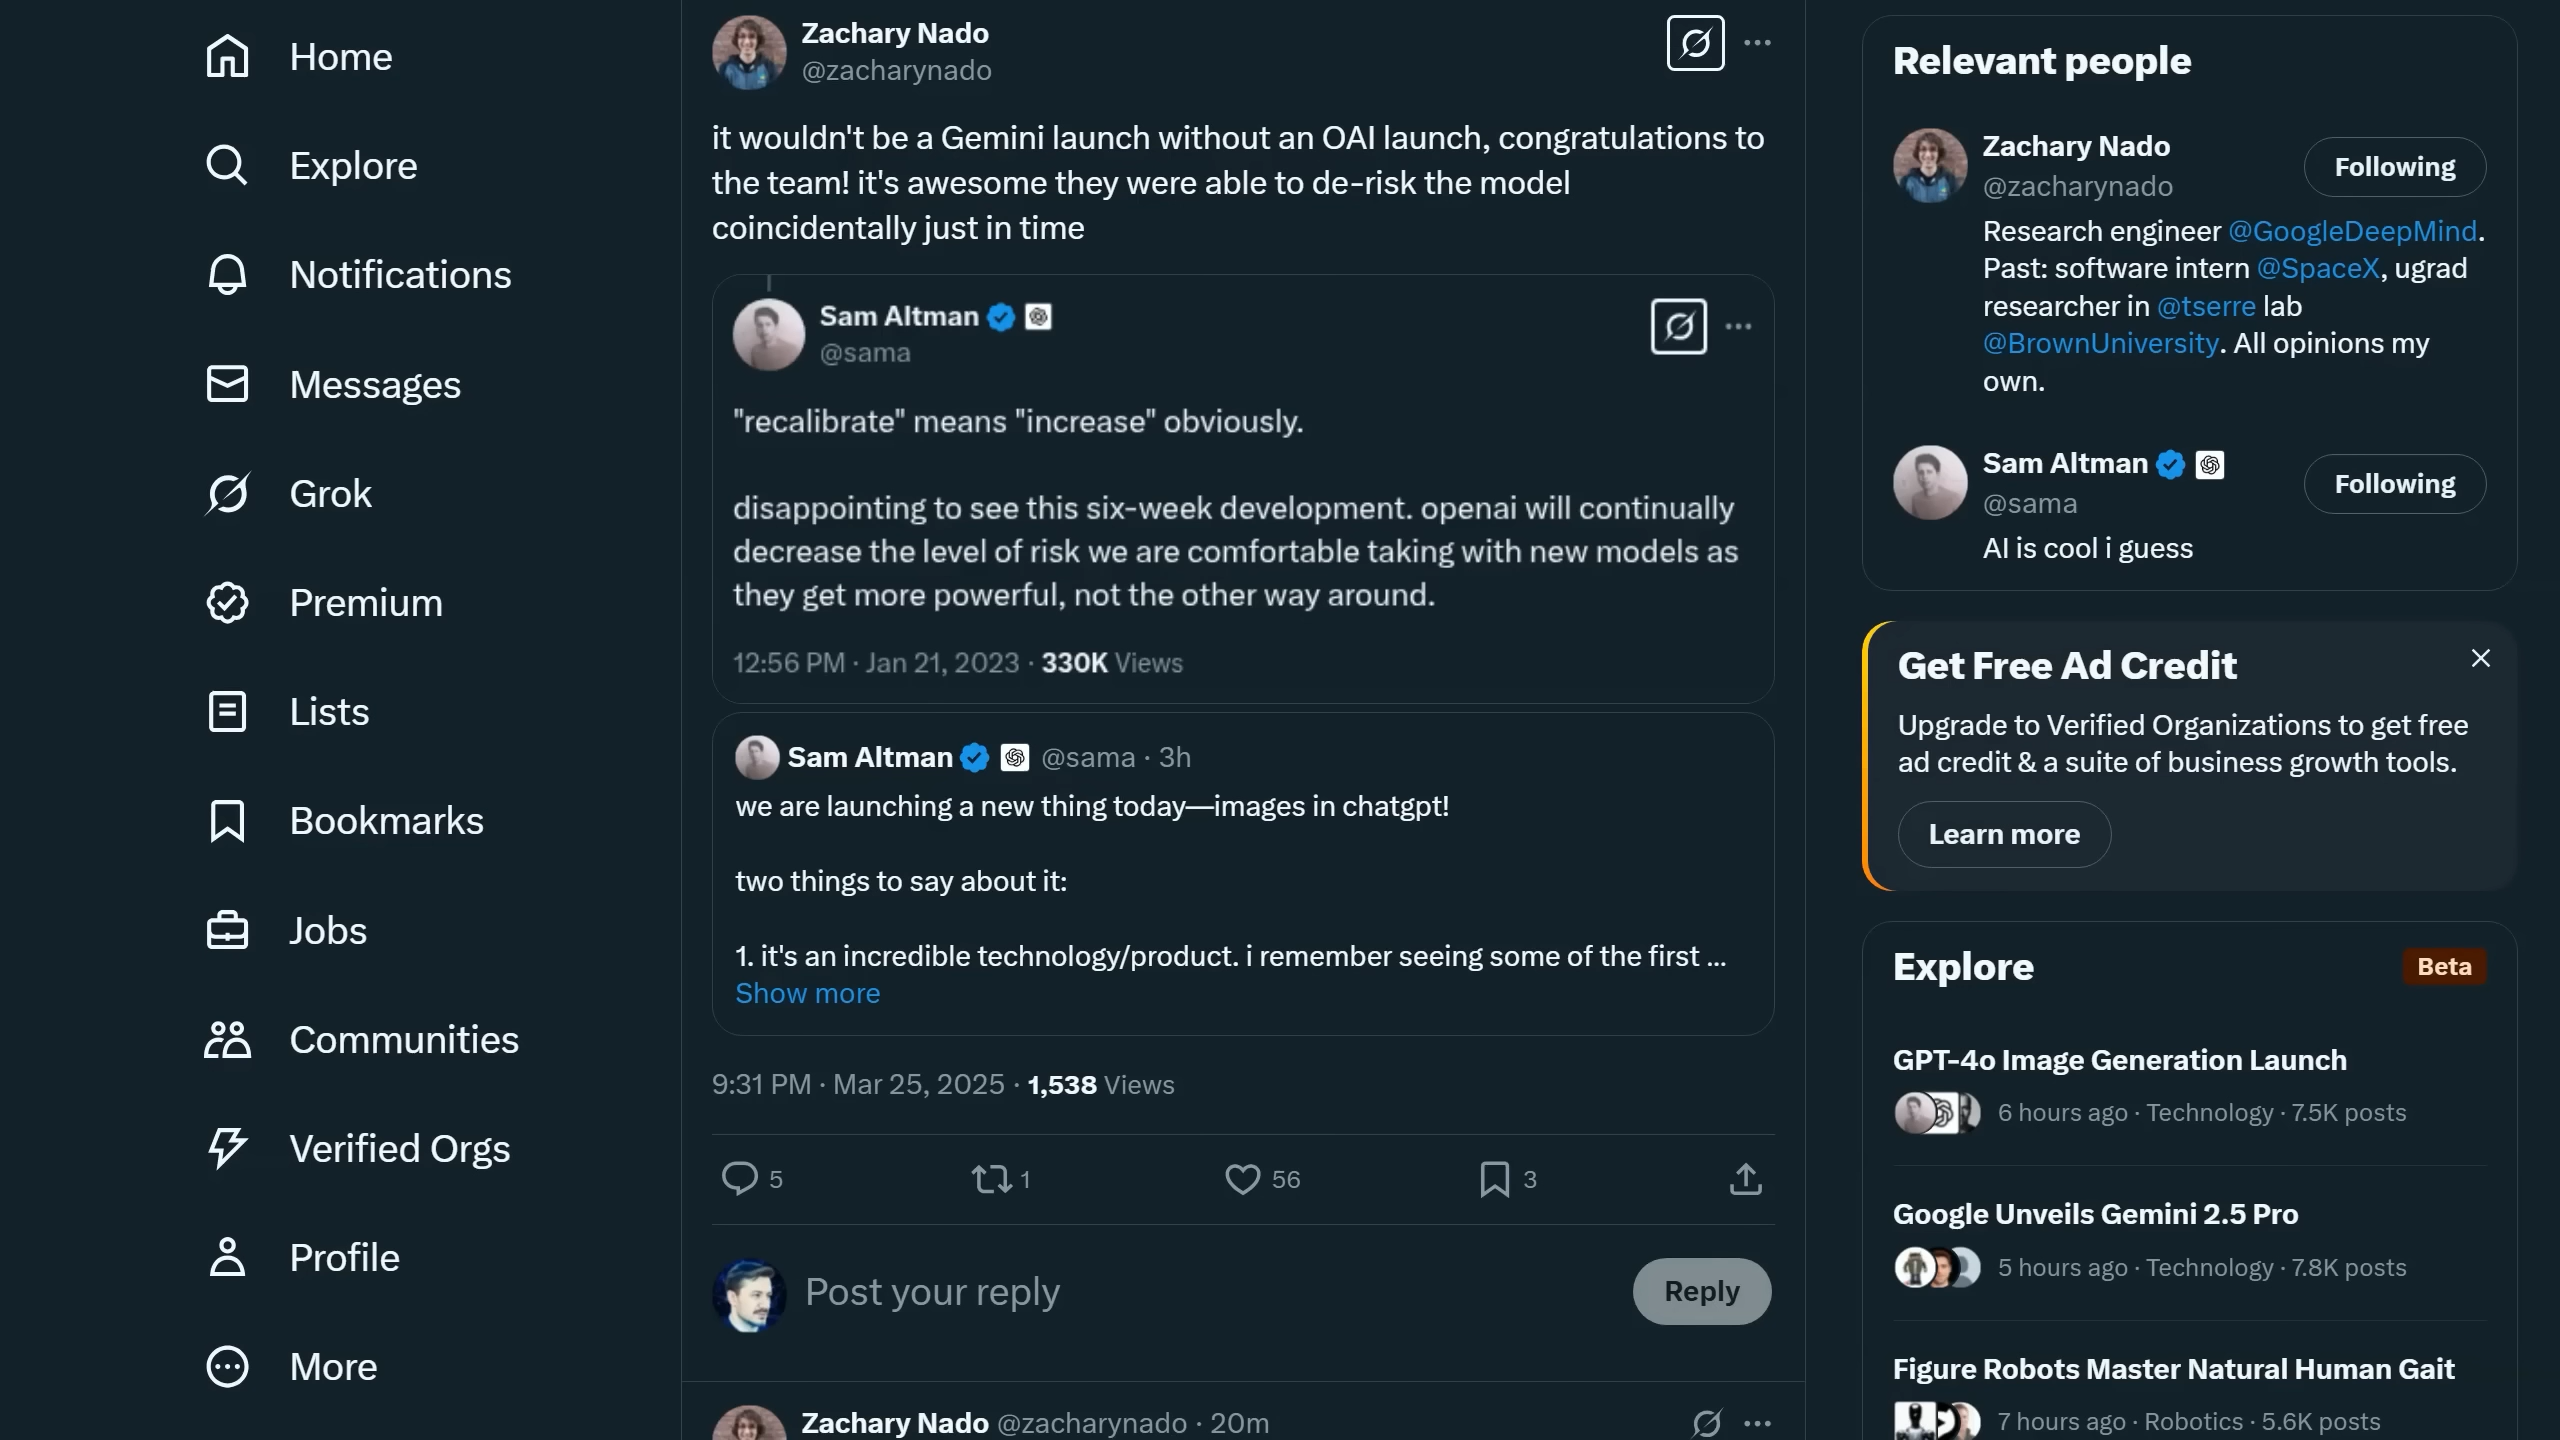 Home
Explore
Notifications
Messages
Grok
Premium
Lists
Bookmarks
Jobs
Communities
Verified Orgs
Profile
More
Zachary Nado
@zacharynado
it wouldn't be a Gemini launch without an OAI launch, congratulations to
the team! it's awesome they were able to de-risk the model
coincidentally just in time
Sam Altman
@sama
"recalibrate" means "increase" obviously.
disappointing to see this six-week development. openai will continually
decrease the level of risk we are comfortable taking with new models as
they get more powerful, not the other way around.
12:56 PM · Jan 21, 2023 · 330K Views
Sam Altman @sama · 3h
we are launching a new thing today—images in chatgpt!
two things to say about it:
1. it's an incredible technology/product. i remember seeing some of the first ...
Show more
9:31 PM · Mar 25, 2025 · 1,538 Views
5 1 56 3
Post your reply
Reply
Zachary Nado @zacharynado · 20m
Relevant people
Zachary Nado
Following
@zacharynado
Research engineer @GoogleDeepMind.
Past: software intern @SpaceX, ugrad
researcher in @tserre lab
@BrownUniversity. All opinions my
own.
Sam Altman
Following
@sama
AI is cool i guess
Get Free Ad Credit
Upgrade to Verified Organizations to get free
ad credit & a suite of business growth tools.
Learn more
Explore
Beta
GPT-4o Image Generation Launch
6 hours ago · Technology · 7.5K posts
Google Unveils Gemini 2.5 Pro
5 hours ago · Technology · 7.8K posts
Figure Robots Master Natural Human Gait
7 hours ago · Robotics · 5.6K posts